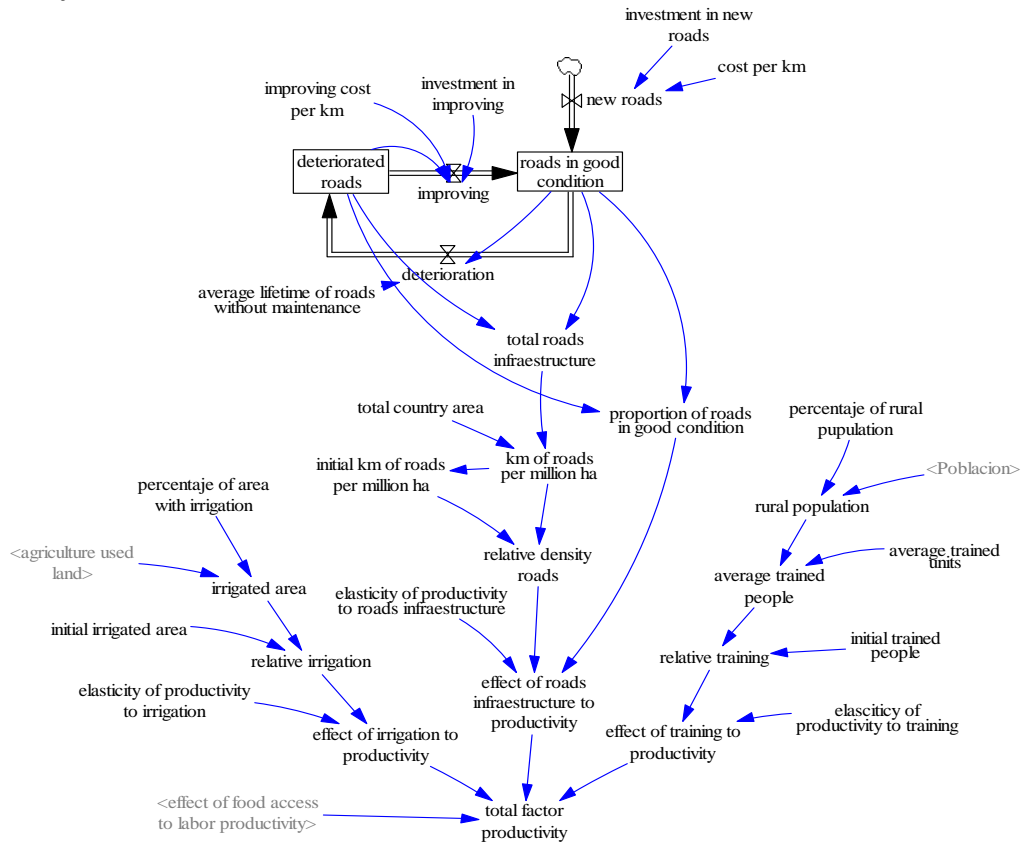 investment in new
roads
cost per km
new roads
improving cost
per km
investment in
improving
deteriorated
roads
roads in good
condition
improving
deterioration
average lifetime of roads
without maintenance
total roads
infraestructure
total country area
proportion of roads
in good condition
percentaje of rural
pupulation
initial km of roads
per million ha
km of roads
per million ha
<Poblacion>
percentaje of area
with irrigation
rural population
<agriculture used
land>
relative density
roads
average trained
tinits
irrigated area
elasticity of productivity
to roads infraestructure
average trained
people
initial irrigated area
relative irrigation
relative training
initial trained
people
elasticity of productivity
to irrigation
effect of roads
infraestructure to
productivity
elasciticy of
productivity to training
effect of irrigation to
productivity
effect of training to
productivity
<effect of food access
to labor productivity>
total factor
productivity